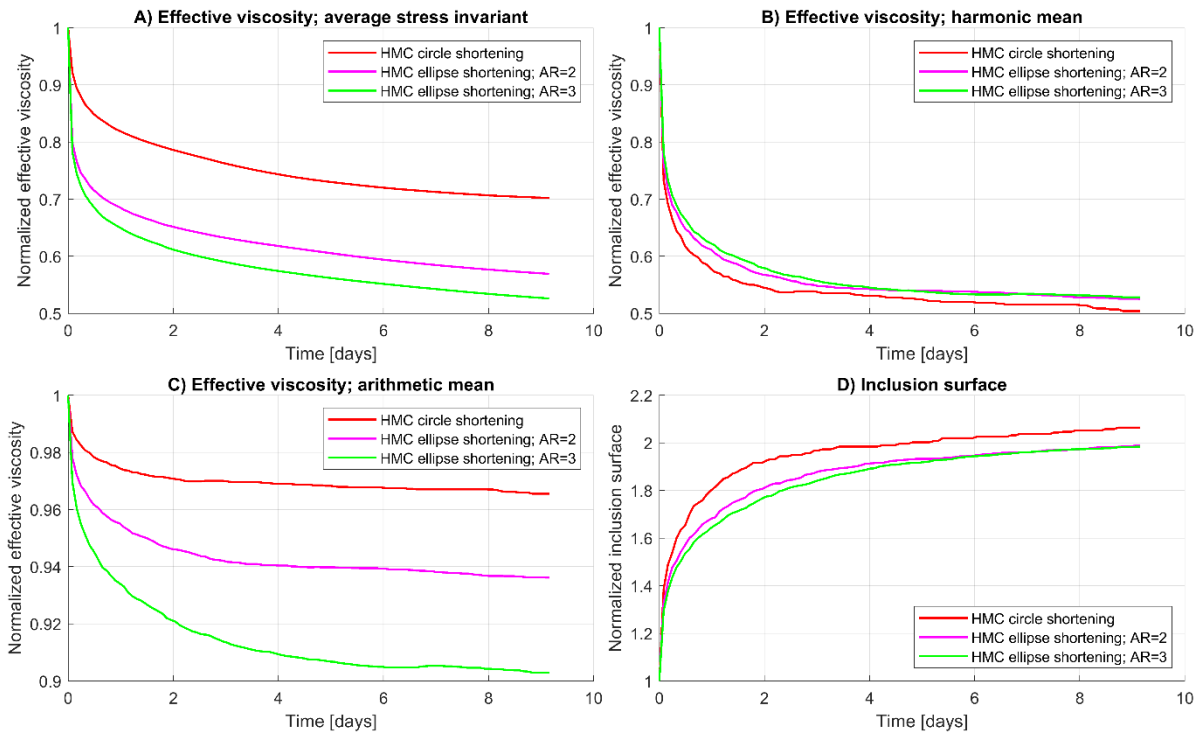 A) Effective viscosity; average stress invariant
Normalized effective viscosity
1
0.9
0.8
0.7
0.6
0.5
0
2
4
6
8
10
Time [days]
HMC circle shortening
HMC ellipse shortening; AR=2
HMC ellipse shortening; AR=3
B) Effective viscosity; harmonic mean
Normalized effective viscosity
1
0.9
0.8
0.7
0.6
0.5
0
2
4
6
8
10
Time [days]
HMC circle shortening
HMC ellipse shortening; AR=2
HMC ellipse shortening; AR=3
C) Effective viscosity; arithmetic mean
Normalized effective viscosity
1
0.98
0.96
0.94
0.92
0.9
0
2
4
6
8
10
Time [days]
HMC circle shortening
HMC ellipse shortening; AR=2
HMC ellipse shortening; AR=3
D) Inclusion surface
Normalized inclusion surface
2.2
2
1.8
1.6
1.4
1.2
1
0
2
4
6
8
10
Time [days]
HMC circle shortening
HMC ellipse shortening; AR=2
HMC ellipse shortening; AR=3